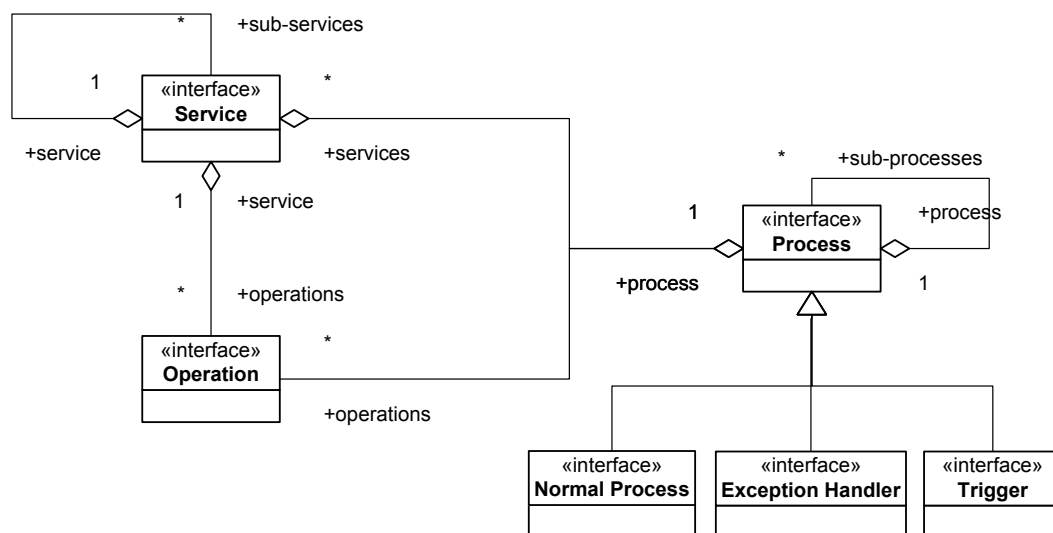 *
+sub-services
1
*
«interface»
Service
+service
+services
1
+service
*
+sub-processes
1
«interface»
Process
+process
+process
1
*
+operations
*
«interface»
Operation
+operations
«interface»
Normal Process
«interface»
Exception Handler
«interface»
Trigger